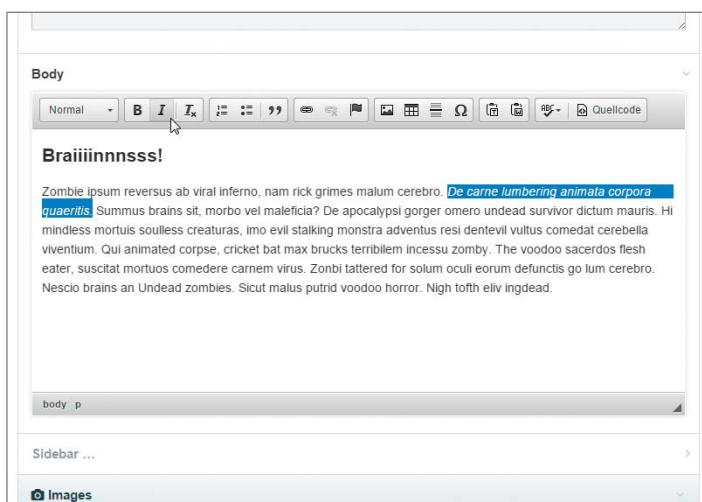 Body
Normal B I Tx Ω ABC Quellcode
Braiiiinnnsss!
Zombie ipsum reversus ab viral inferno, nam rick grimes malum cerebro. De carne lumbering animata corpora
quaeritis. Summus brains sit, morbo vel maleficia? De apocalypsi gorger omero undead survivor dictum mauris. Hi
mindless mortuis soulless creaturas, imo evil stalking monstra adventus resi dentevil vultus comedat cerebella
viventium. Qui animated corpse, cricket bat max brucks terribilem incessu zomby. The voodoo sacerdos flesh
eater, suscitat mortuos comedere carnem virus. Zonbi tattered for solum oculi eorum defunctis go lum cerebro.
Nescio brains an Undead zombies. Sicut malus putrid voodoo horror. Nigh tofth eliv ingdead.
body p
Sidebar ...
Images